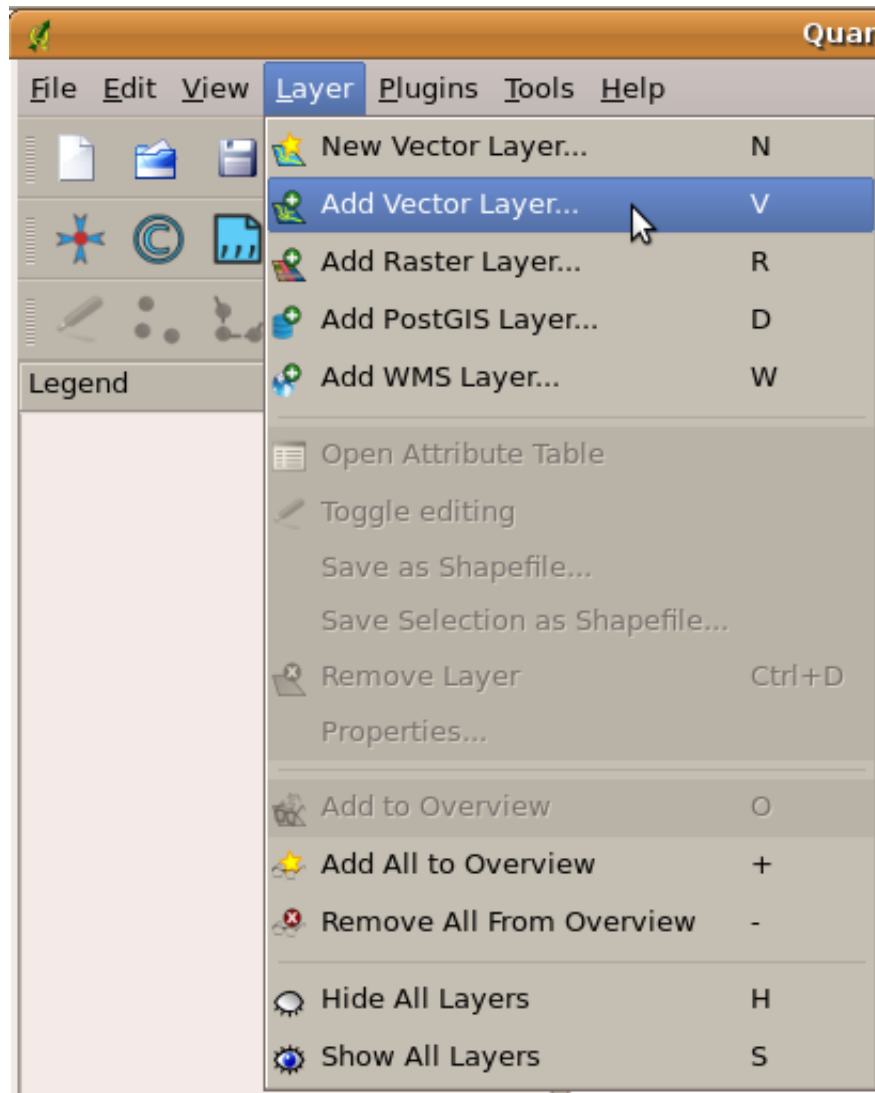 Quar
File Edit View Layer Plugins Tools Help
New Vector Layer... N
Add Vector Layer... V
Add Raster Layer... R
Add PostGIS Layer... D
Add WMS Layer... W
Legend
Open Attribute Table
Toggle editing
Save as Shapefile...
Save Selection as Shapefile...
Remove Layer Ctrl+D
Properties...
Add to Overview O
Add All to Overview +
Remove All From Overview -
Hide All Layers H
Show All Layers S